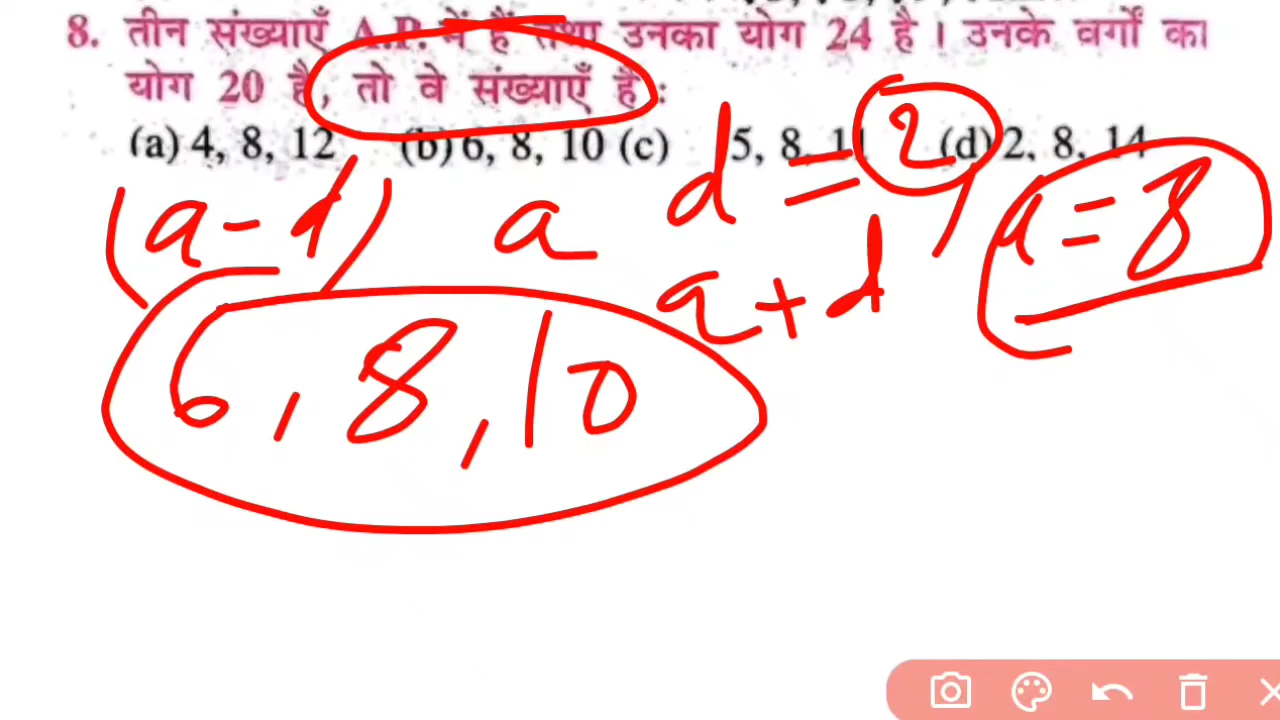 8. तीन संख्याएँ A.P. में हैं तथा उनका योग 24 है । उनके वर्गों का
योग 20 है, तो वे संख्याएँ है :
(a) 4, 8, 12 (b) 6, 8, 10 (c) 5, 8, 11 (d) 2, 8, 14
d = 2
(a - d) a a + d a = 8
6, 8, 10